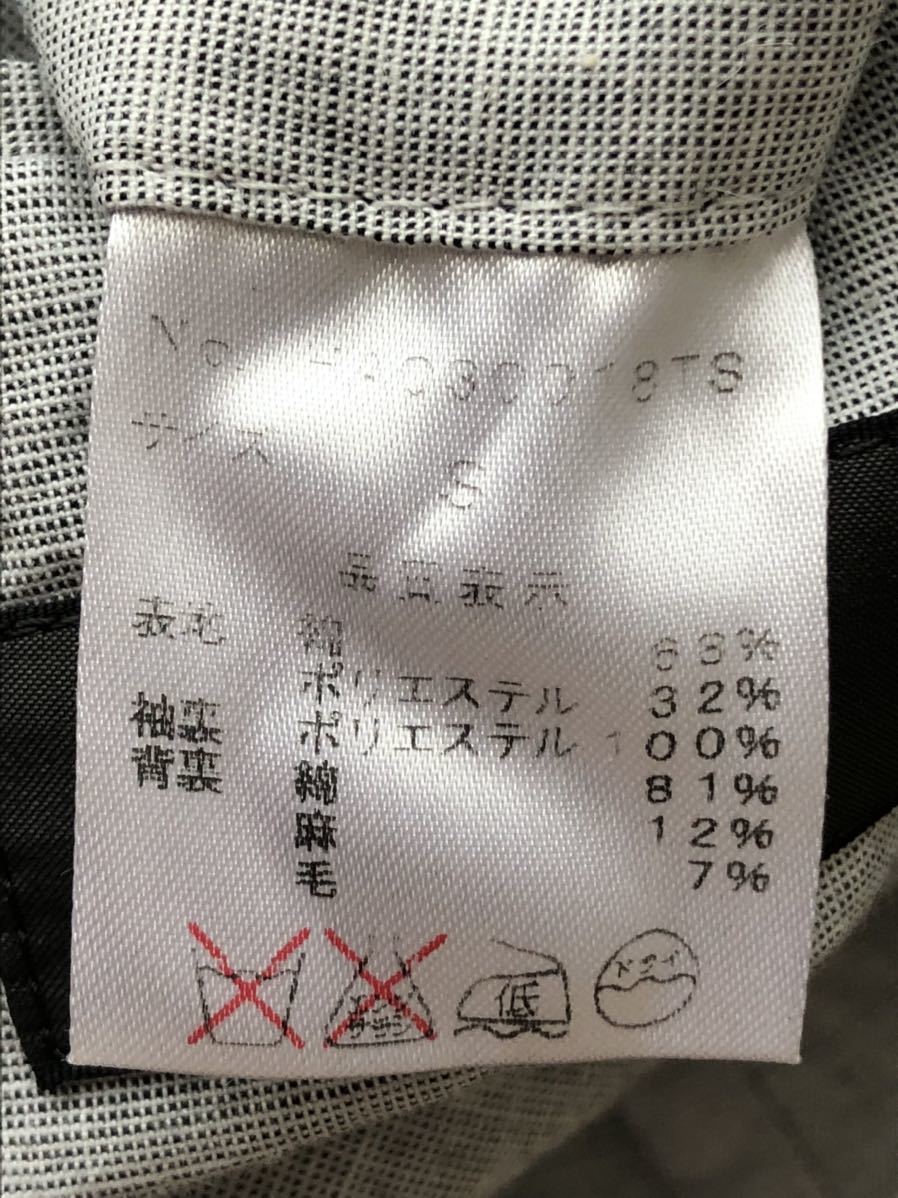 No.
サイズ
S
品質表示
表地 綿 68%
ポリエステル 32%
袖裏 ポリエステル 100%
背裏 綿 81%
麻 12%
毛 7%
低
ドライ